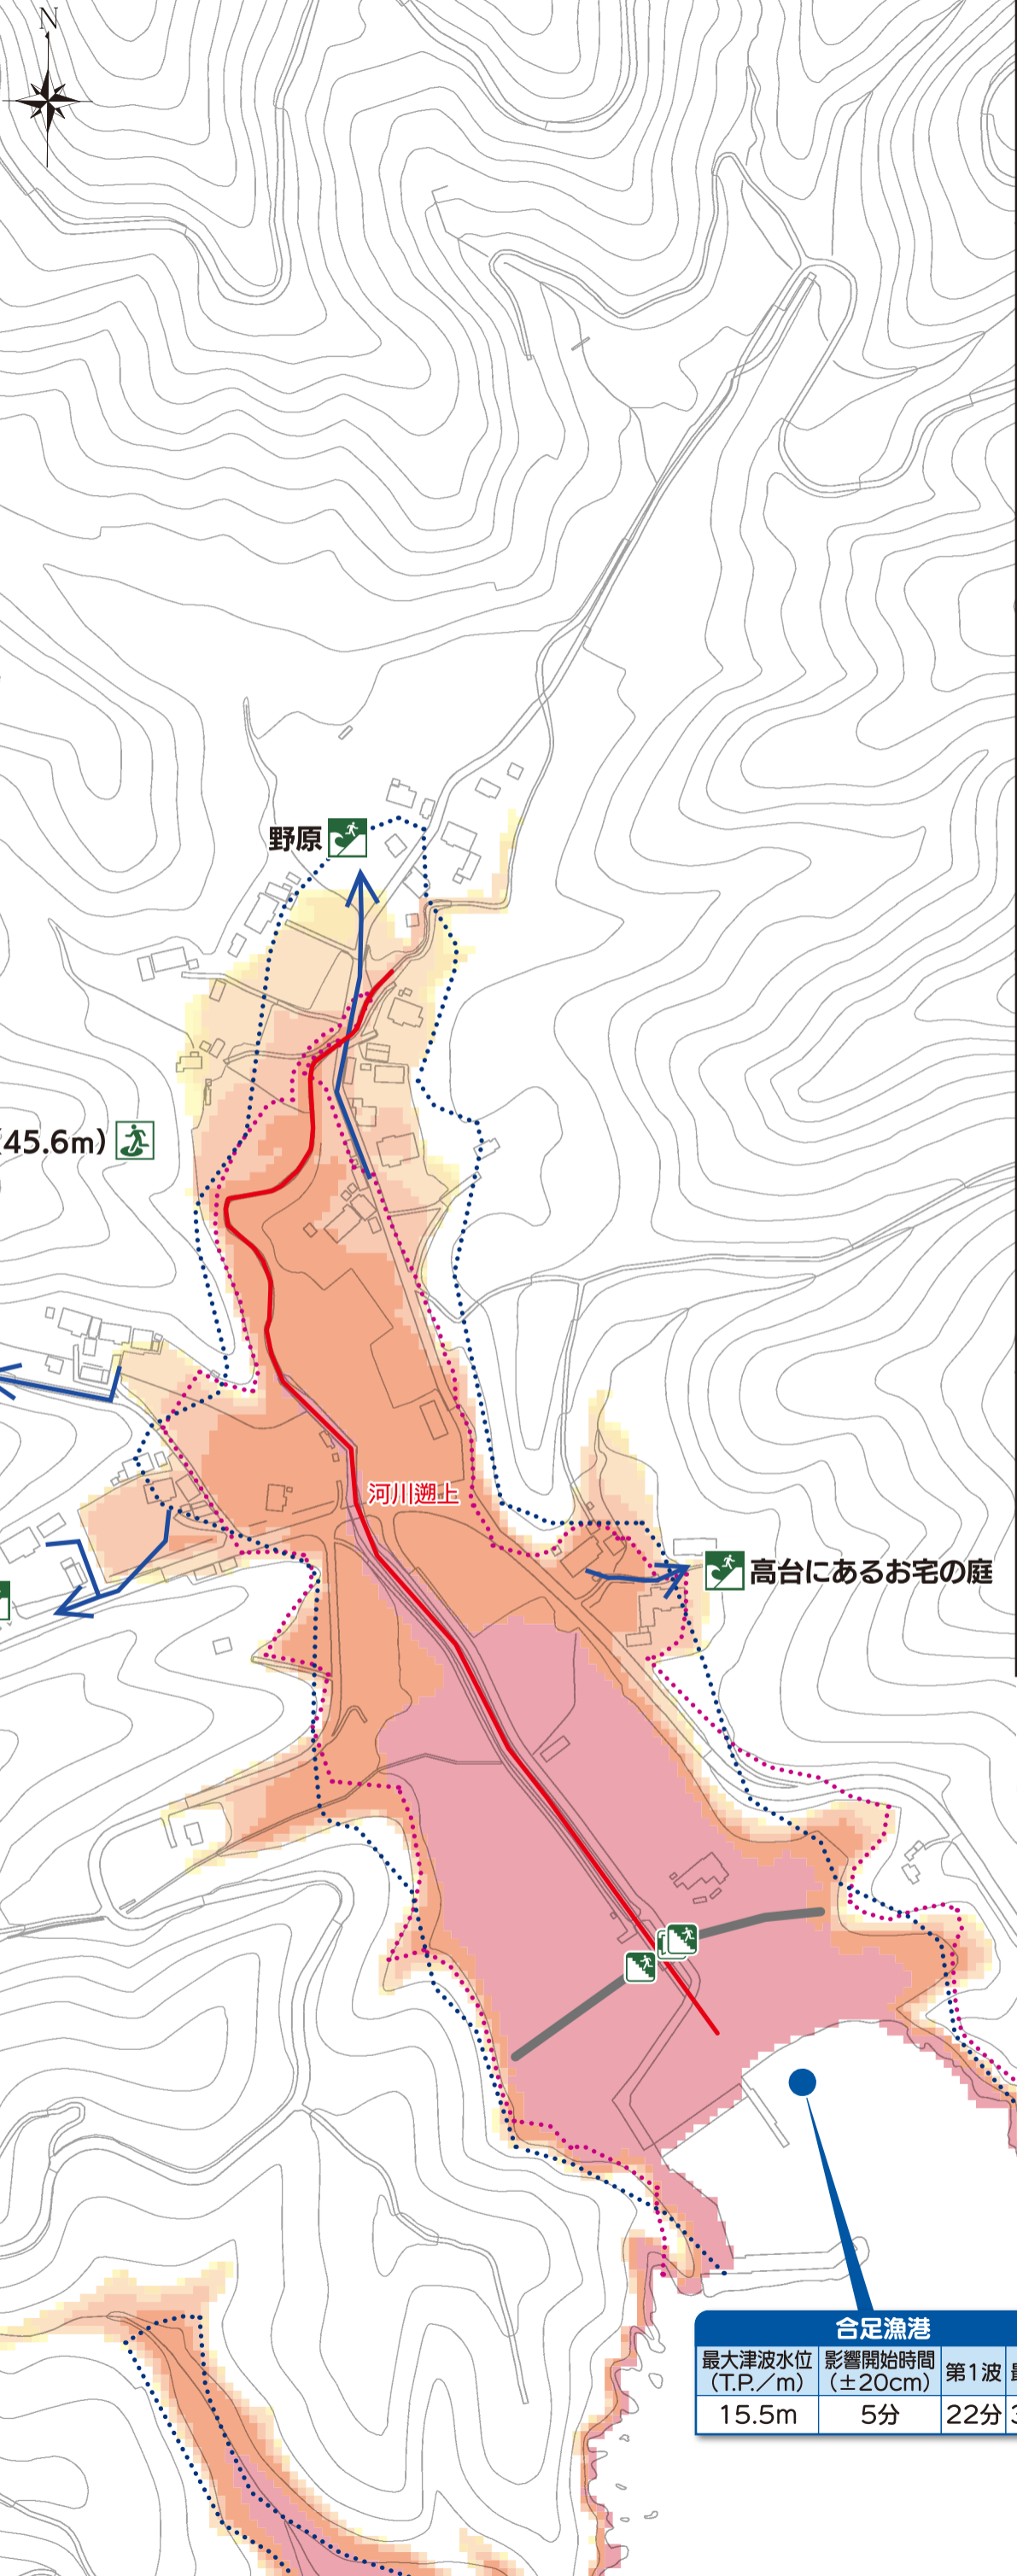 N
野原
(45.6m)
河川遡上
高台にあるお宅の庭
合足漁港
最大津波水位
(T.P./m)
影響開始時間
(±20cm)
第1波
15.5m
5分
22分